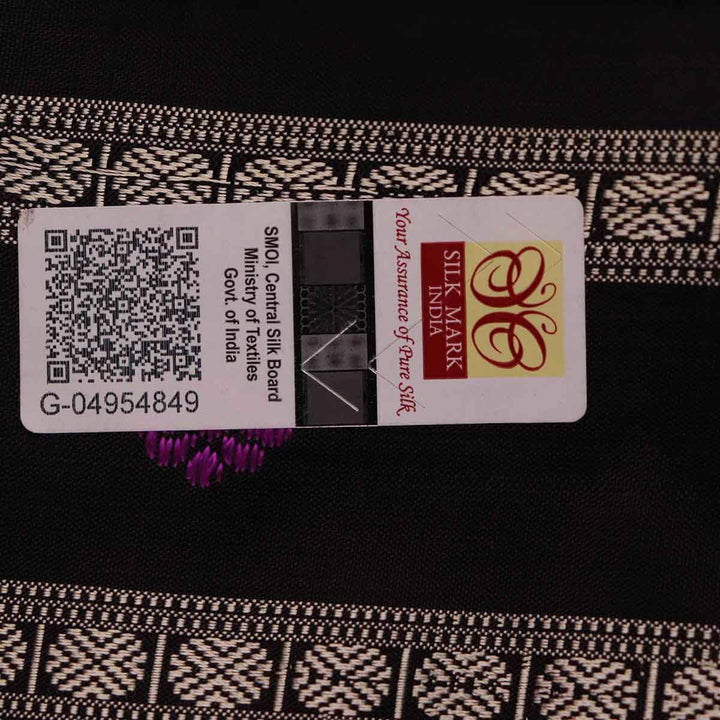 G-04954849
SMOI, Central Silk Board
Ministry of Textiles
Govt. of India
Your Assurance of Pure Silk
SILK MARK
INDIA